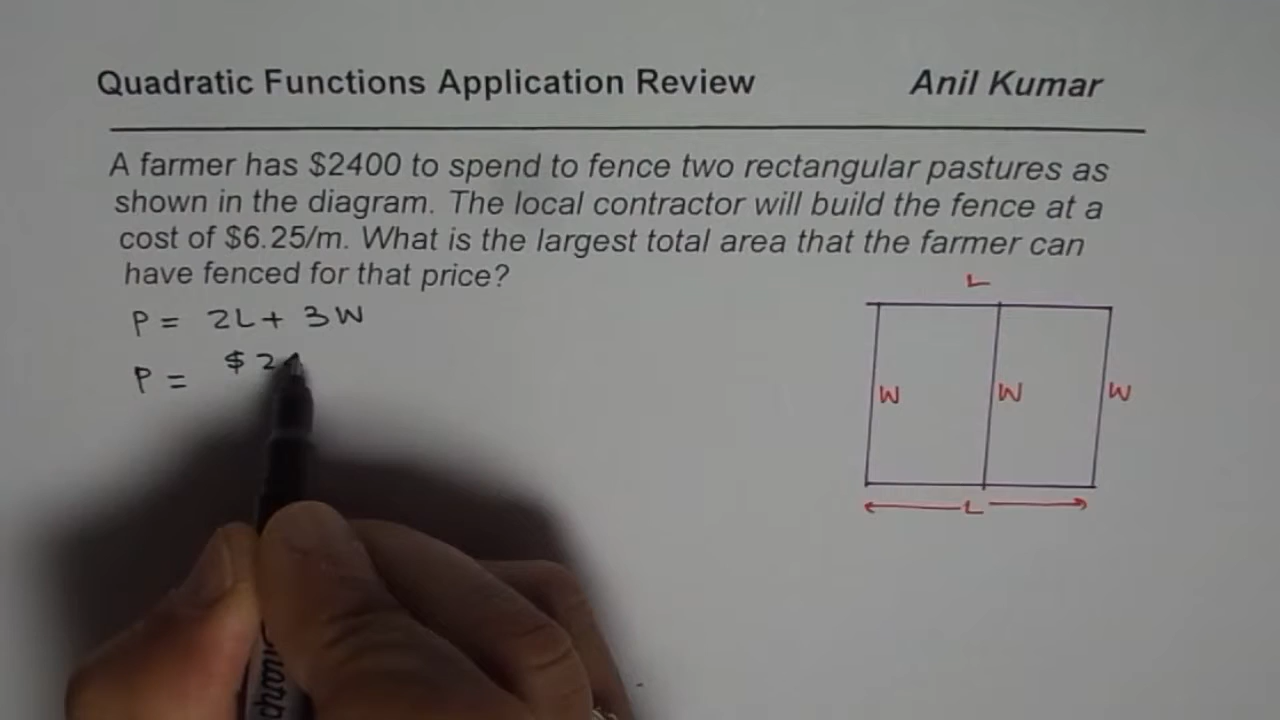 Quadratic Functions Application Review Anil Kumar
A farmer has $2400 to spend to fence two rectangular pastures as
shown in the diagram. The local contractor will build the fence at a
cost of $6.25/m. What is the largest total area that the farmer can
have fenced for that price?
L
P = 2L + 3W
P = $24
W W W
L